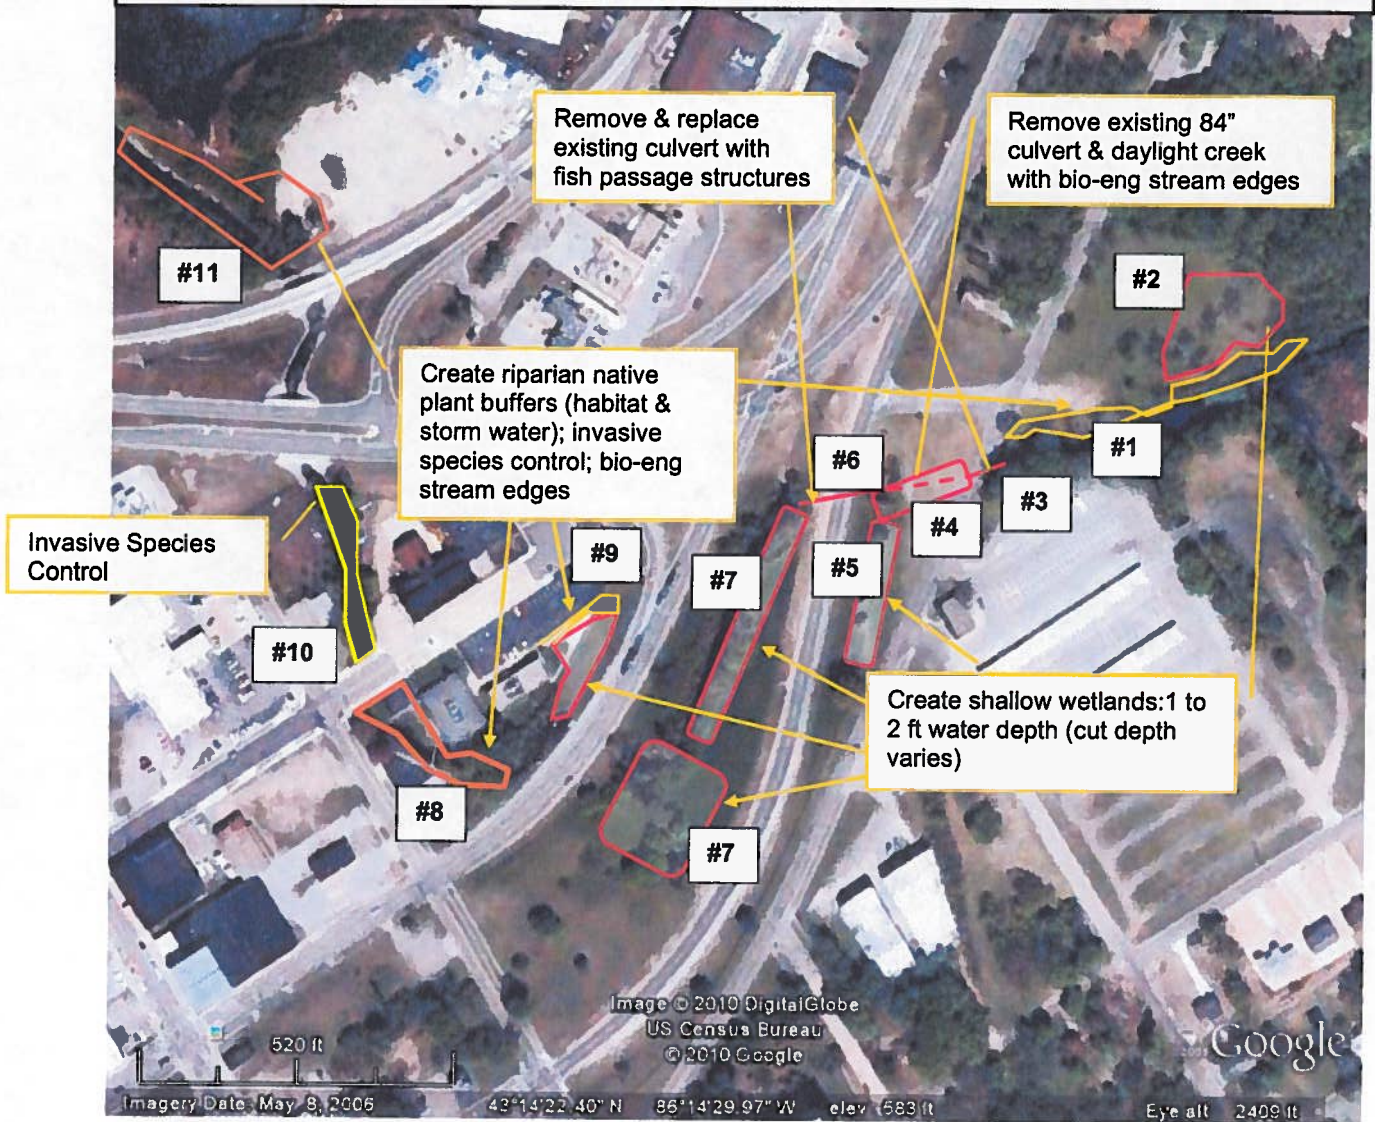 Remove & replace
existing culvert with
fish passage structures
Remove existing 84"
culvert & daylight creek
with bio-eng stream edges
#11
#2
Create riparian native
plant buffers (habitat &
storm water); invasive
species control; bio-eng
stream edges
#1
#6
#3
#4
Invasive Species
Control
#9
#7
#5
#10
Create shallow wetlands:1 to
2 ft water depth (cut depth
varies)
#8
#7
Image © 2010 DigitalGlobe
US Census Bureau
© 2010 Google
Google
520 ft
Imagery Date: May 8, 2006
43°14'22.40" N 86°14'29.97" W elev 583 ft
Eye alt 2409 ft